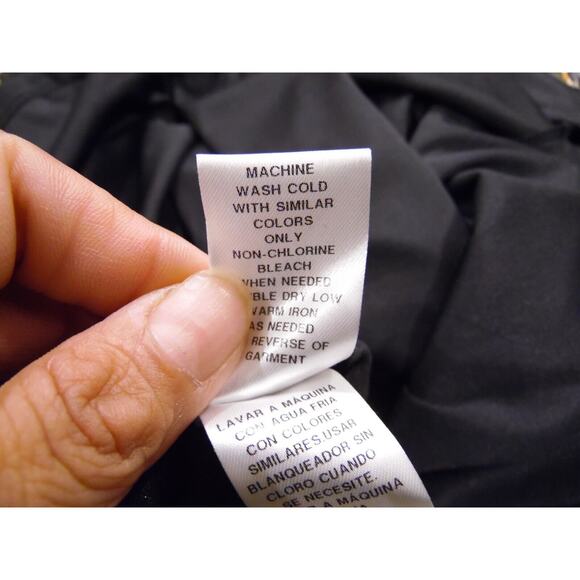 MACHINE
WASH COLD
WITH SIMILAR
COLORS
ONLY
NON-CHLORINE
BLEACH
WHEN NEEDED
DRY LOW
IRON
AS NEEDED
REVERSE OF
GARMENT
LAVAR A MAQUINA
CON AGUA FRIA
CON COLORES
SIMILARES.USAR
BLANQUEADOR SIN
CLORO CUANDO
SE NECESITE.
A MÁQUINA